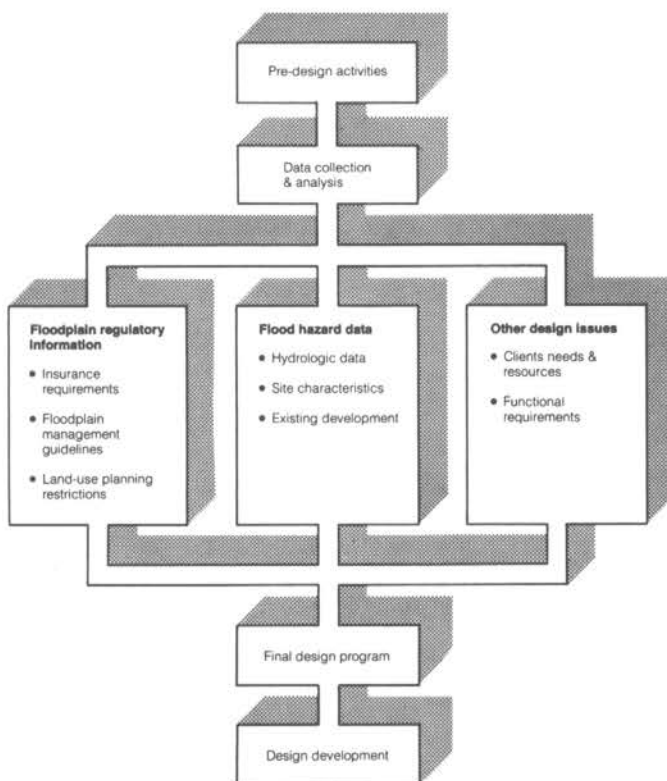 Pre-design activities
Data collection
& analysis
Floodplain regulatory
Information
• Insurance
requirements
• Floodplain
management
guidelines
• Land-use planning
restrictions
Flood hazard data
• Hydrologic data
• Site characteristics
• Existing development
Other design issues
• Clients needs &
resources
• Functional
requirements
Final design program
Design development